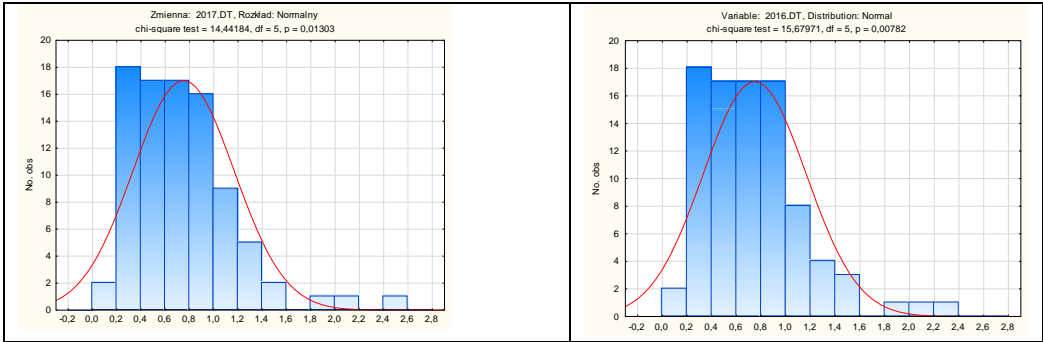 Zmienna: 2017.DT, Rozkład: Normalny
chi-square test = 14,44184, df = 5, p = 0,01303
20
18
16
14
12
10
8
6
4
2
0
No. obs
-0,2 0,0 0,2 0,4 0,6 0,8 1,0 1,2 1,4 1,6 1,8 2,0 2,2 2,4 2,6 2,8
Variable: 2016.DT, Distribution: Normal
chi-square test = 15,67971, df = 5, p = 0,00782
20
18
16
14
12
10
8
6
4
2
0
No. obs
-0,2 0,0 0,2 0,4 0,6 0,8 1,0 1,2 1,4 1,6 1,8 2,0 2,2 2,4 2,6 2,8